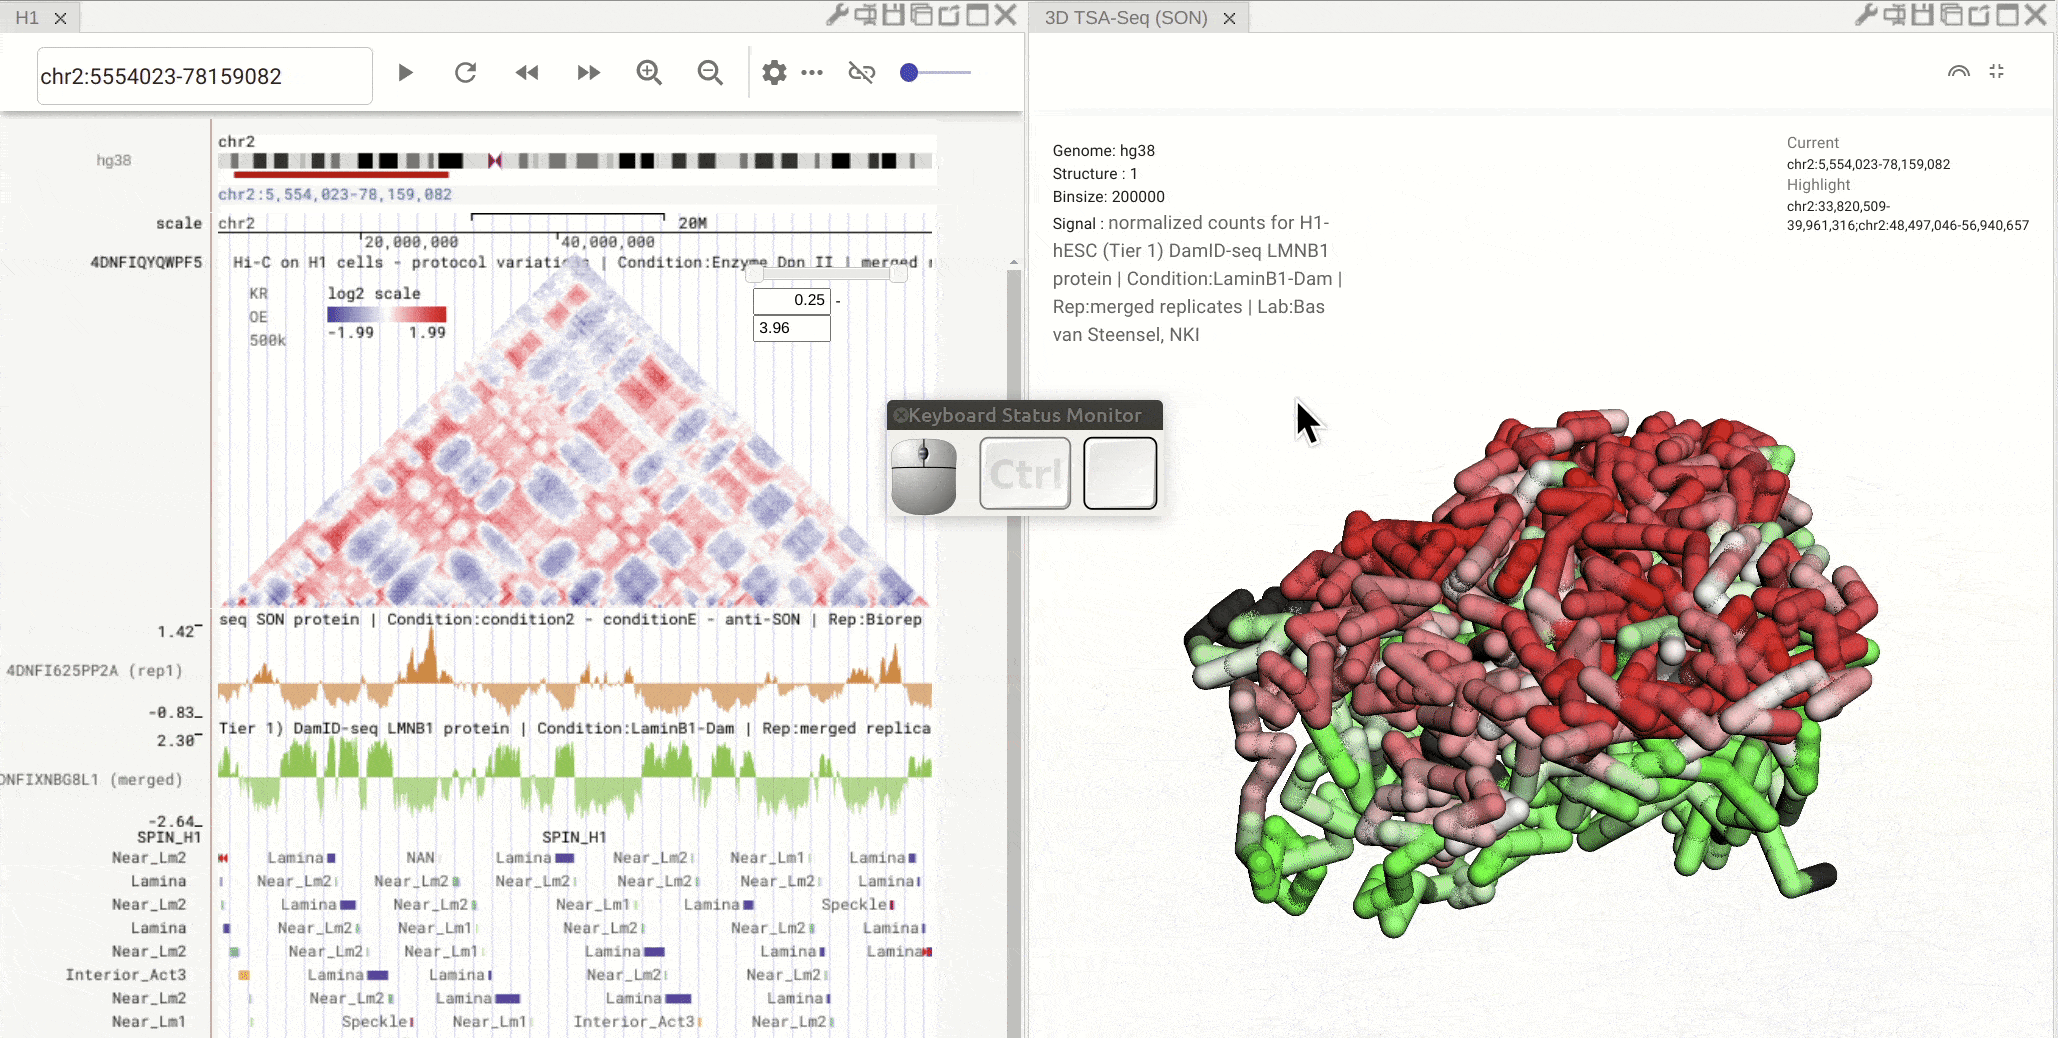 H1
3D TSA-Seq (SON)
chr2:5554023-78159082
chr2
hg38
chr2:5,554,023-78,159,082
scale
chr2
20M
20,000,000
40,000,000
4DNFIQYQWPF5
Hi-C on H1 cells - protocol variatio | Condition:Enzyme Dpn II | merged r
KR
log2 scale
OE
-1.99 1.99
500k
0.25 -
3.96
seq SON protein | Condition:condition2 - conditionE - anti-SON | Rep:Biorep
1.42
4DNFI625PP2A (rep1)
-0.83
Tier 1) DamID-seq LMNB1 protein | Condition:LaminB1-Dam | Rep:merged replica
2.30
DNFIXNBG8L1 (merged)
-2.64
SPIN_H1
SPIN_H1
Near_Lm2 Lamina NAN Lamina Near_Lm2 Near_Lm1 Lamina
Lamina Near_Lm2 Near_Lm2 Near_Lm2 Near_Lm2 Near_Lm2 Lamina
Near_Lm2 Lamina Near_Lm2 Near_Lm1 Lamina Speckle
Lamina Near_Lm2 Near_Lm1 Near_Lm2 Near_Lm2 Lamina
Near_Lm2 Near_Lm2 Near_Lm1 Lamina Lamina Lamina
Interior_Act3 Lamina Lamina Near_Lm2 Near_Lm2
Near_Lm2 Near_Lm2 Lamina Lamina Lamina
Near_Lm1 Speckle Near_Lm1 Interior_Act3 Near_Lm2
Keyboard Status Monitor
Ctrl
Genome: hg38
Structure : 1
Binsize: 200000
Signal : normalized counts for H1-
hESC (Tier 1) DamID-seq LMNB1
protein | Condition:LaminB1-Dam |
Rep:merged replicates | Lab:Bas
van Steensel, NKI
Current
chr2:5,554,023-78,159,082
Highlight
chr2:33,820,509-
39,961,316;chr2:48,497,046-56,940,657